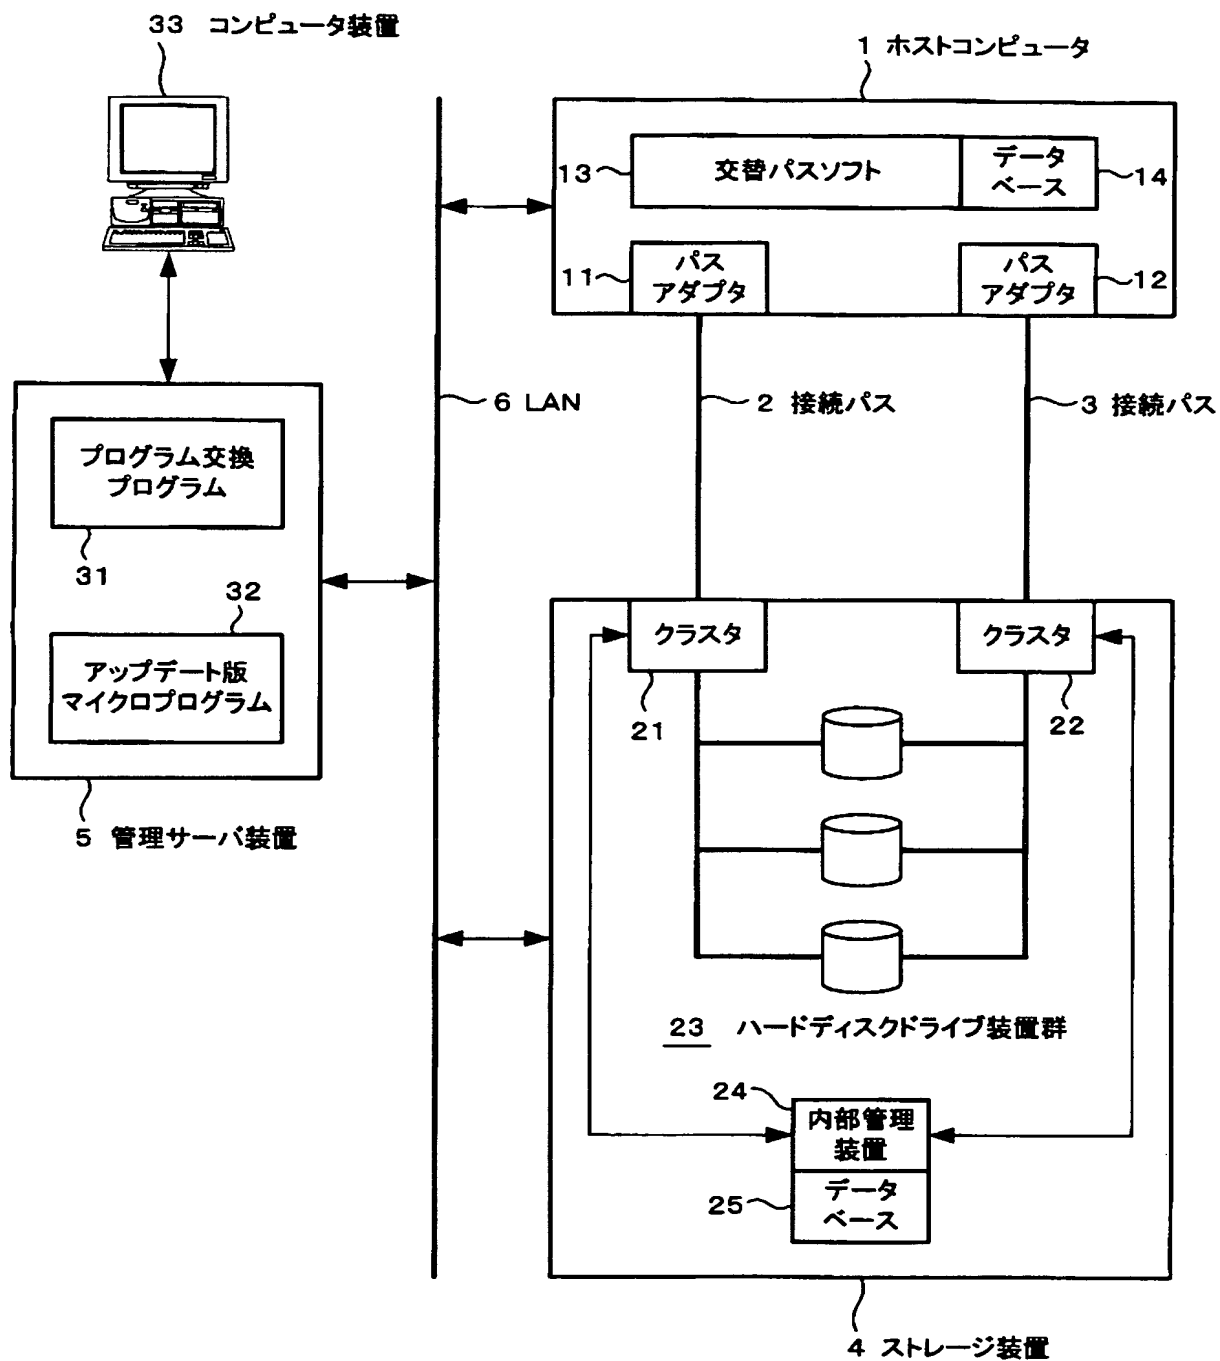 33 コンピュータ装置
1 ホストコンピュータ
13
交替パスソフト
データ
ベース
14
11
パス
アダプタ
パス
アダプタ
12
6 LAN
2 接続パス
3 接続パス
プログラム交換
プログラム
31
32
アップデート版
マイクロプログラム
5 管理サーバ装置
クラスタ
21
クラスタ
22
23 ハードディスクドライブ装置群
24
内部管理
装置
25
データ
ベース
4 ストレージ装置